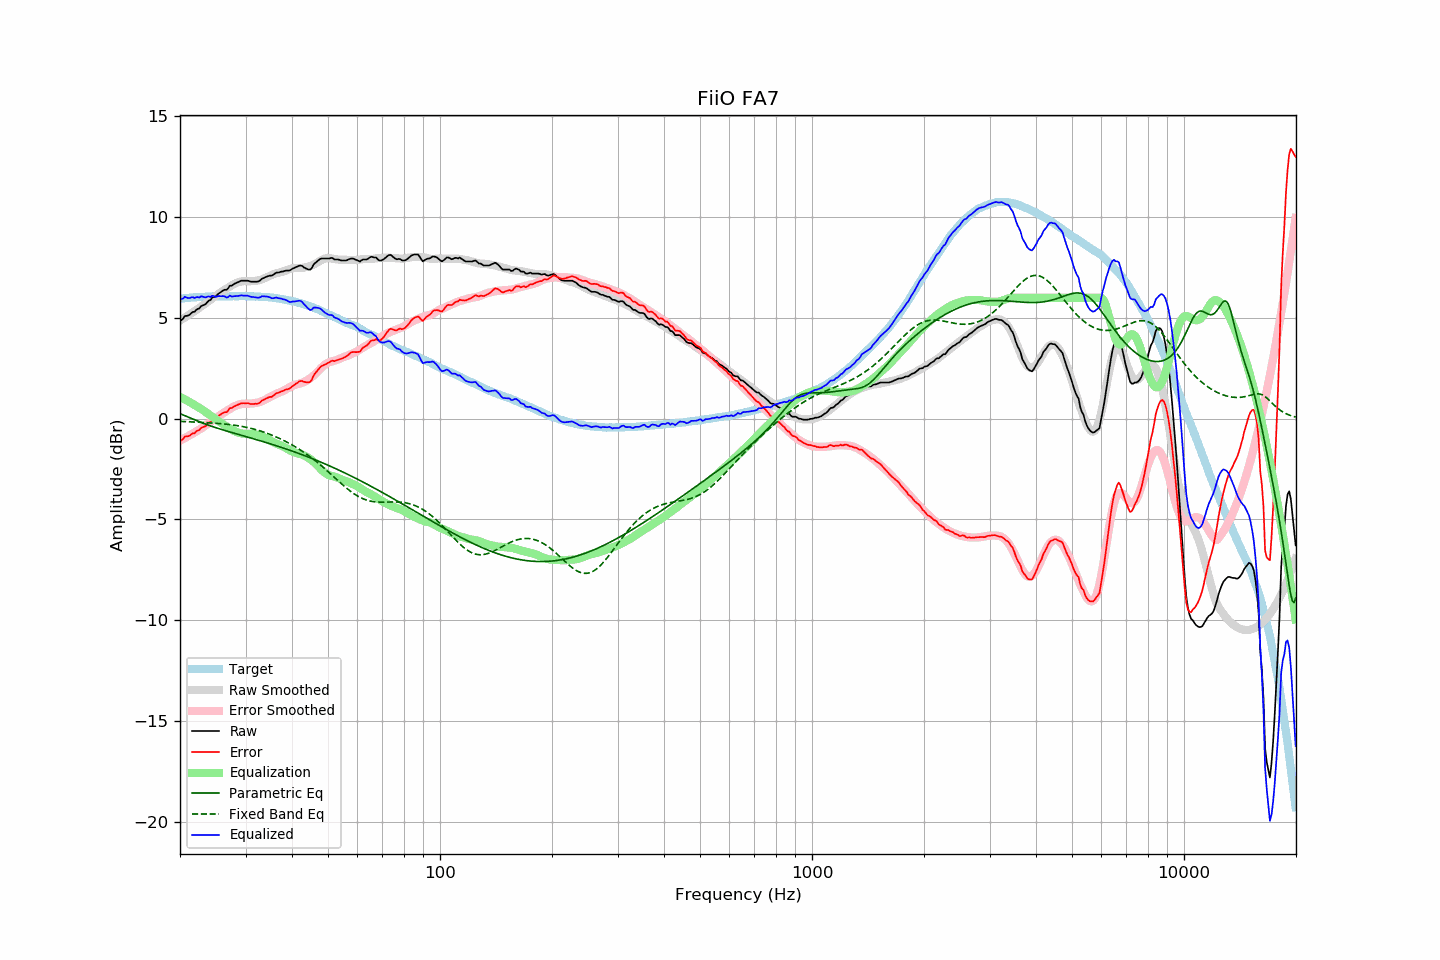 FiiO FA7
15
10
5
0
−5
−10
−15
−20
Amplitude (dBr)
Target
Raw Smoothed
Error Smoothed
Raw
Error
Equalization
Parametric Eq
Fixed Band Eq
Equalized
100
1000
10000
Frequency (Hz)